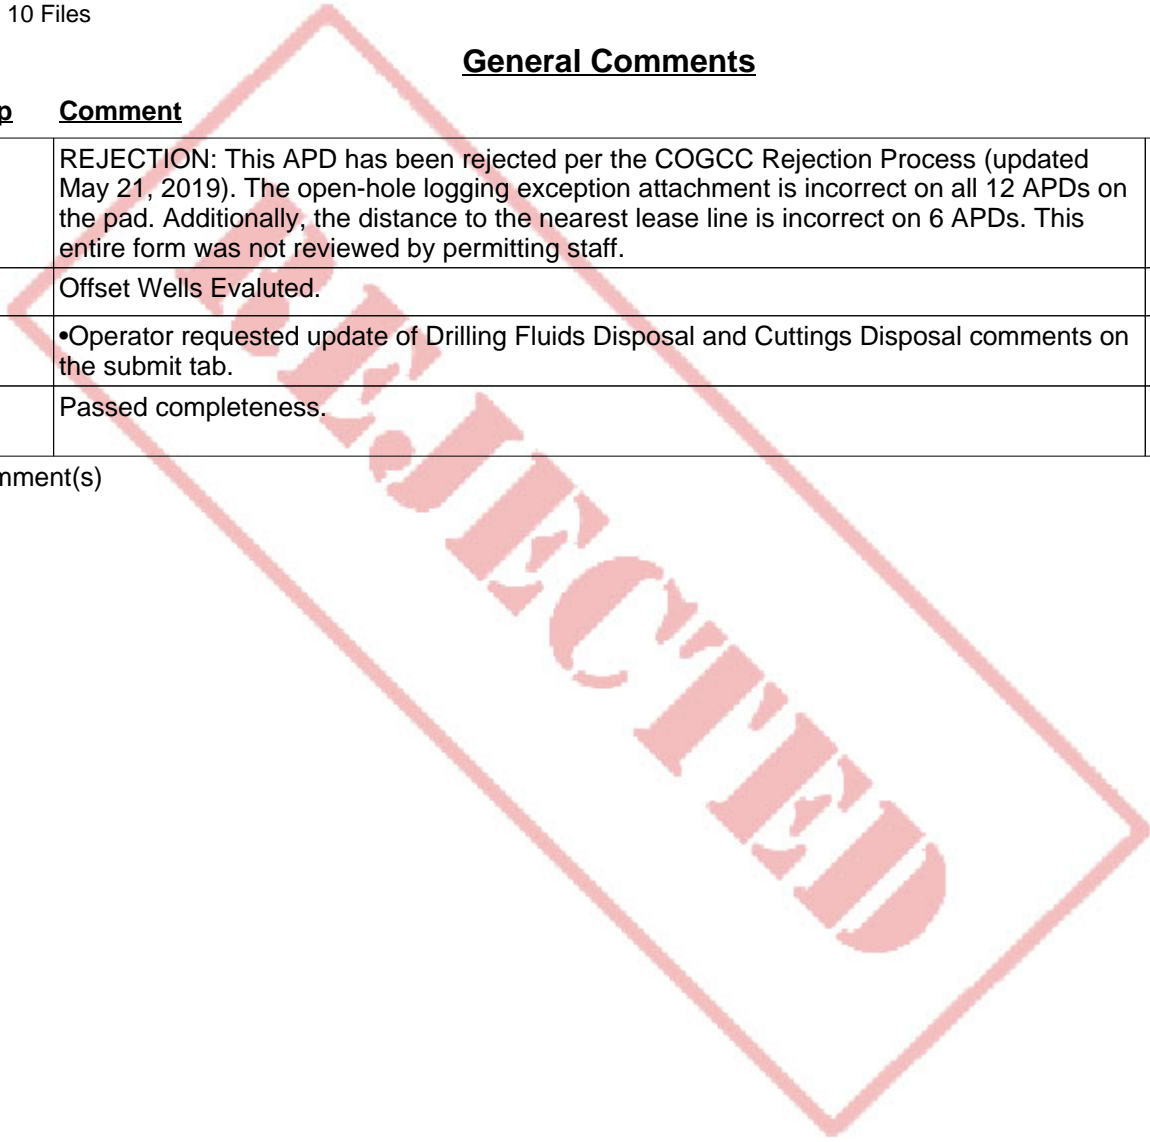 10 Files
General Comments
p Comment
REJECTION: This APD has been rejected per the COGCC Rejection Process (updated
May 21, 2019). The open-hole logging exception attachment is incorrect on all 12 APDs on
the pad. Additionally, the distance to the nearest lease line is incorrect on 6 APDs. This
entire form was not reviewed by permitting staff.
Offset Wells Evaluted.
•Operator requested update of Drilling Fluids Disposal and Cuttings Disposal comments on
the submit tab.
Passed completeness.
mment(s)
REJECTED